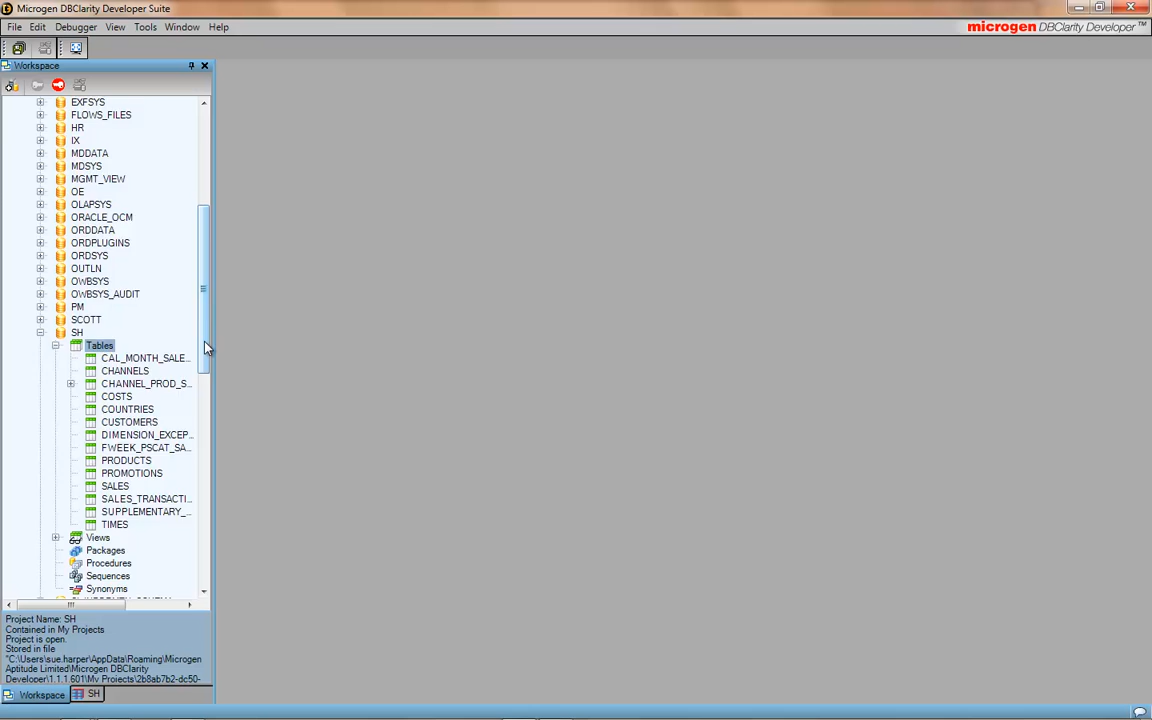 Microgen DBClarity Developer Suite
File Edit Debugger View Tools Window Help
microgen DBClarity Developer ™
Workspace
EXFSYS
FLOWS_FILES
HR
IX
MDDATA
MDSYS
MGMT_VIEW
OE
OLAPSYS
ORACLE_OCM
ORDDATA
ORDPLUGINS
ORDSYS
OUTLN
OWBSYS
OWBSYS_AUDIT
PM
SCOTT
SH
Tables
CAL_MONTH_SALE...
CHANNELS
CHANNEL_PROD_S...
COSTS
COUNTRIES
CUSTOMERS
DIMENSION_EXCEP...
FWEEK_PSCAT_SA...
PRODUCTS
PROMOTIONS
SALES
SALES_TRANSACTI...
SUPPLEMENTARY_...
TIMES
Views
Packages
Procedures
Sequences
Synonyms
Project Name: SH
Contained in My Projects
Project is open.
Stored in file
"C:\Users\sue.harper\AppData\Roaming\Microgen
Aptitude Limited\Microgen DBClarity
Developer\1.1.1.601\My Projects\2b8ab7b2-dc50-
Workspace SH